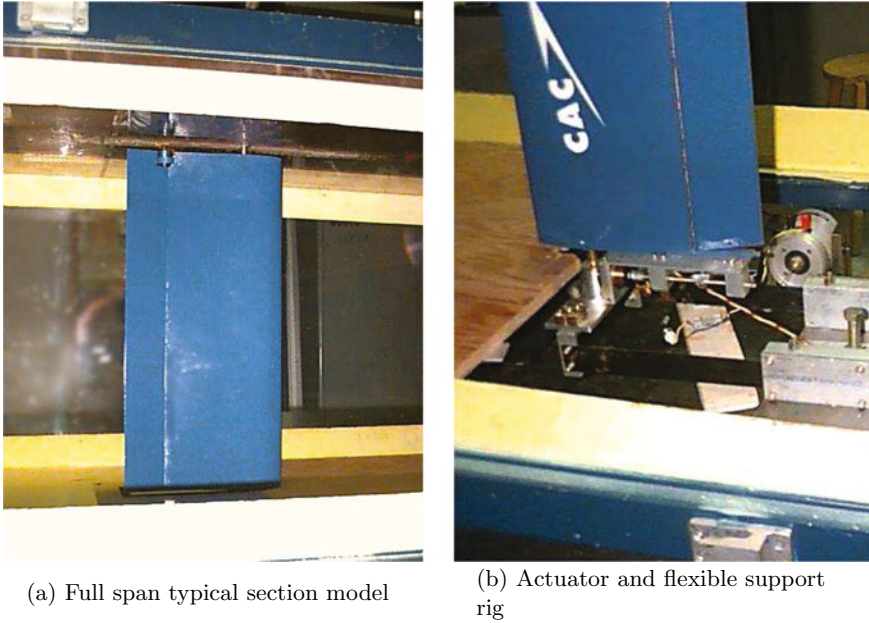 CAC
(a) Full span typical section model
(b) Actuator and flexible support
rig